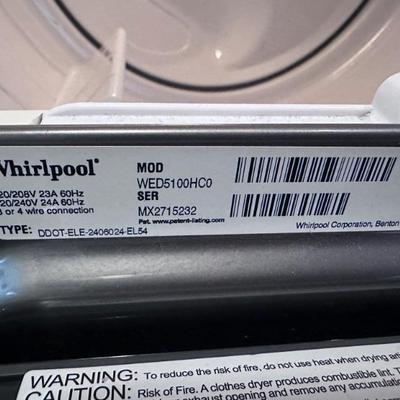 Whirlpool®
MOD
WED5100HC0
20/208V 23A 60Hz
20/240V 24A 60Hz
3 or 4 wire connection
SER
MX2715232
Pat. www.patent-listing.com
Whirlpool Corporation, Benton
TYPE: DDOT-ELE-2406024-EL54
WARNING: To reduce the risk of fire, do not use heat when drying
CAUTION: Risk of Fire. A clothes dryer produces combustible lint.
exhaust opening and remove any accumulation